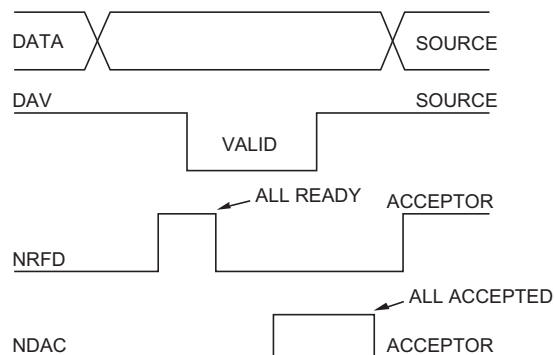 DATA SOURCE
DAV SOURCE
VALID
ALL READY
ACCEPTOR
NRFD
ALL ACCEPTED
NDAC ACCEPTOR